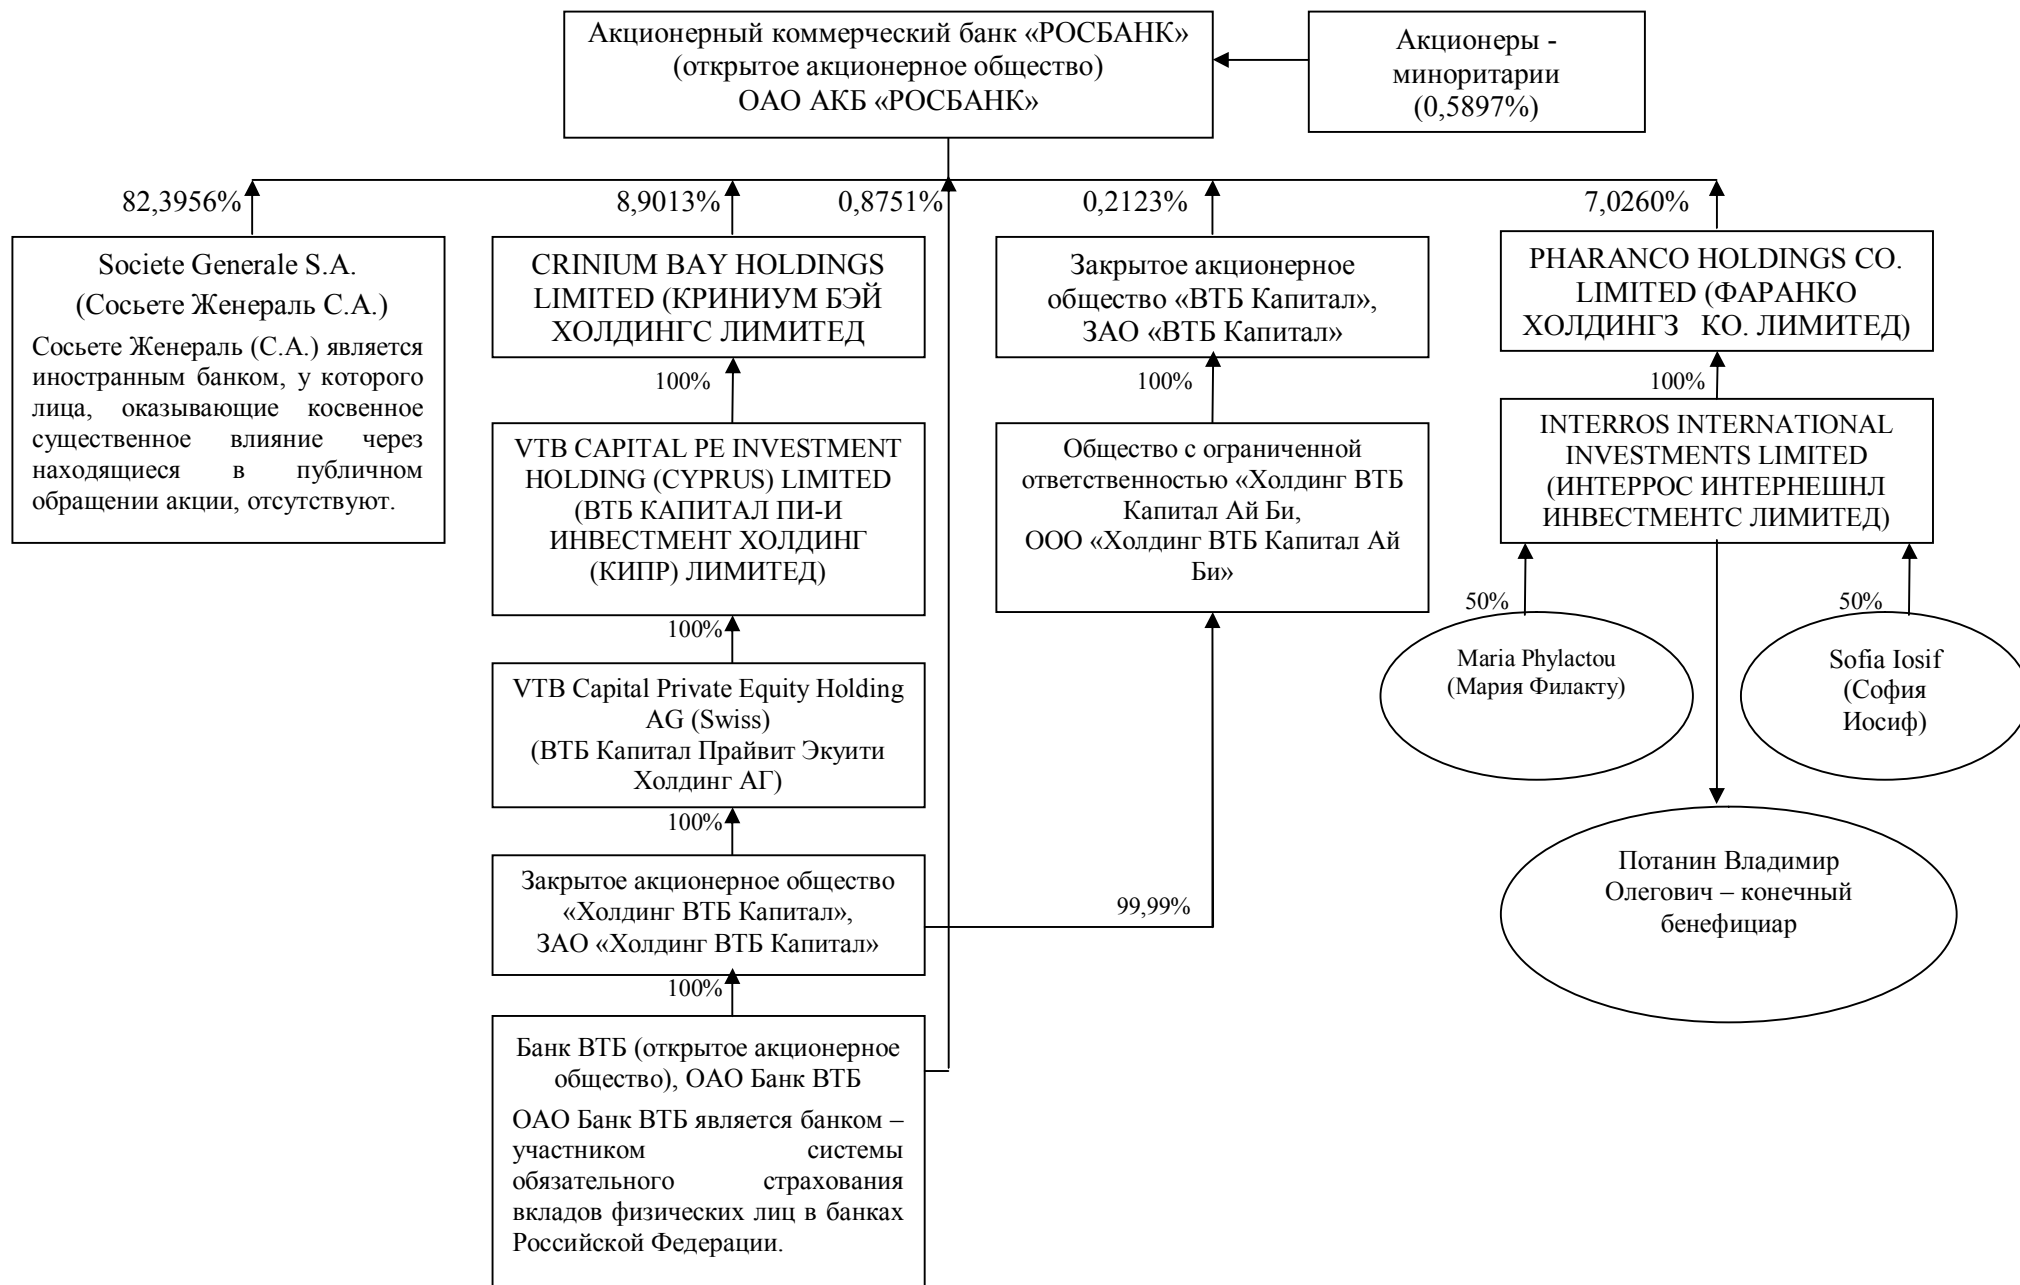 Акционерный коммерческий банк «РОСБАНК»
(открытое акционерное общество)
ОАО АКБ «РОСБАНК»
Акционеры -
миноритарии
(0,5897%)
82,3956%
8,9013%
0,8751%
0,2123%
7,0260%
Societe Generale S.A.
(Сосьете Женераль С.А.)
Сосьете Женераль (С.А.) является
иностранным банком, у которого
лица, оказывающие косвенное
существенное влияние через
находящиеся в публичном
обращении акции, отсутствуют.
CRINIUM BAY HOLDINGS
LIMITED (КРИНИУМ БЭЙ
ХОЛДИНГС ЛИМИТЕД
Закрытое акционерное
общество «ВТБ Капитал»,
ЗАО «ВТБ Капитал»
PHARANCO HOLDINGS CO.
LIMITED (ФАРАНКО
ХОЛДИНГЗ КО. ЛИМИТЕД)
100%
100%
100%
VTB CAPITAL PE INVESTMENT
HOLDING (CYPRUS) LIMITED
(ВТБ КАПИТАЛ ПИ-И
ИНВЕСТМЕНТ ХОЛДИНГ
(КИПР) ЛИМИТЕД)
Общество с ограниченной
ответственностью «Холдинг ВТБ
Капитал Ай Би,
ООО «Холдинг ВТБ Капитал Ай
Би»
INTERROS INTERNATIONAL
INVESTMENTS LIMITED
(ИНТЕРРОС ИНТЕРНЕШНЛ
ИНВЕСТМЕНТС ЛИМИТЕД)
50%
50%
100%
Maria Phylactou
(Мария Филакту)
Sofia Iosif
(София
Иосиф)
VTB Capital Private Equity Holding
AG (Swiss)
(ВТБ Капитал Прайвит Экуити
Холдинг АГ)
100%
Закрытое акционерное общество
«Холдинг ВТБ Капитал»,
ЗАО «Холдинг ВТБ Капитал»
99,99%
Потанин Владимир
Олегович – конечный
бенефициар
100%
Банк ВТБ (открытое акционерное
общество), ОАО Банк ВТБ
ОАО Банк ВТБ является банком –
участником системы
обязательного страхования
вкладов физических лиц в банках
Российской Федерации.